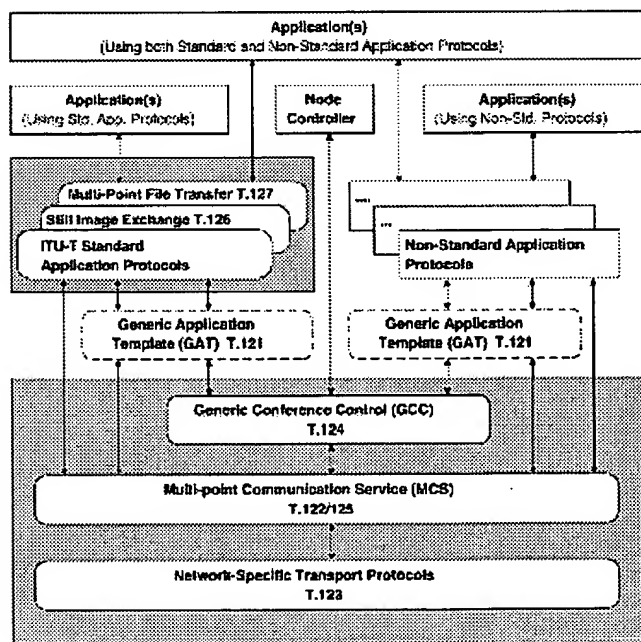 Application(s)
(Using both Standard and Non-Standard Application Protocols)
Application(s)
(Using Std. App. Protocols)
Node
Controller
Application(s)
(Using Non-Std. Protocols)
Multi-Point File Transfer T.127
Still Image Exchange T.126
ITU-T Standard
Application Protocols
Non-Standard Application
Protocols
Generic Application
Template (GAT) T.121
Generic Application
Template (GAT) T.121
Generic Conference Control (GCC)
T.124
Multi-point Communication Service (MCS)
T.122/125
Network-Specific Transport Protocols
T.123